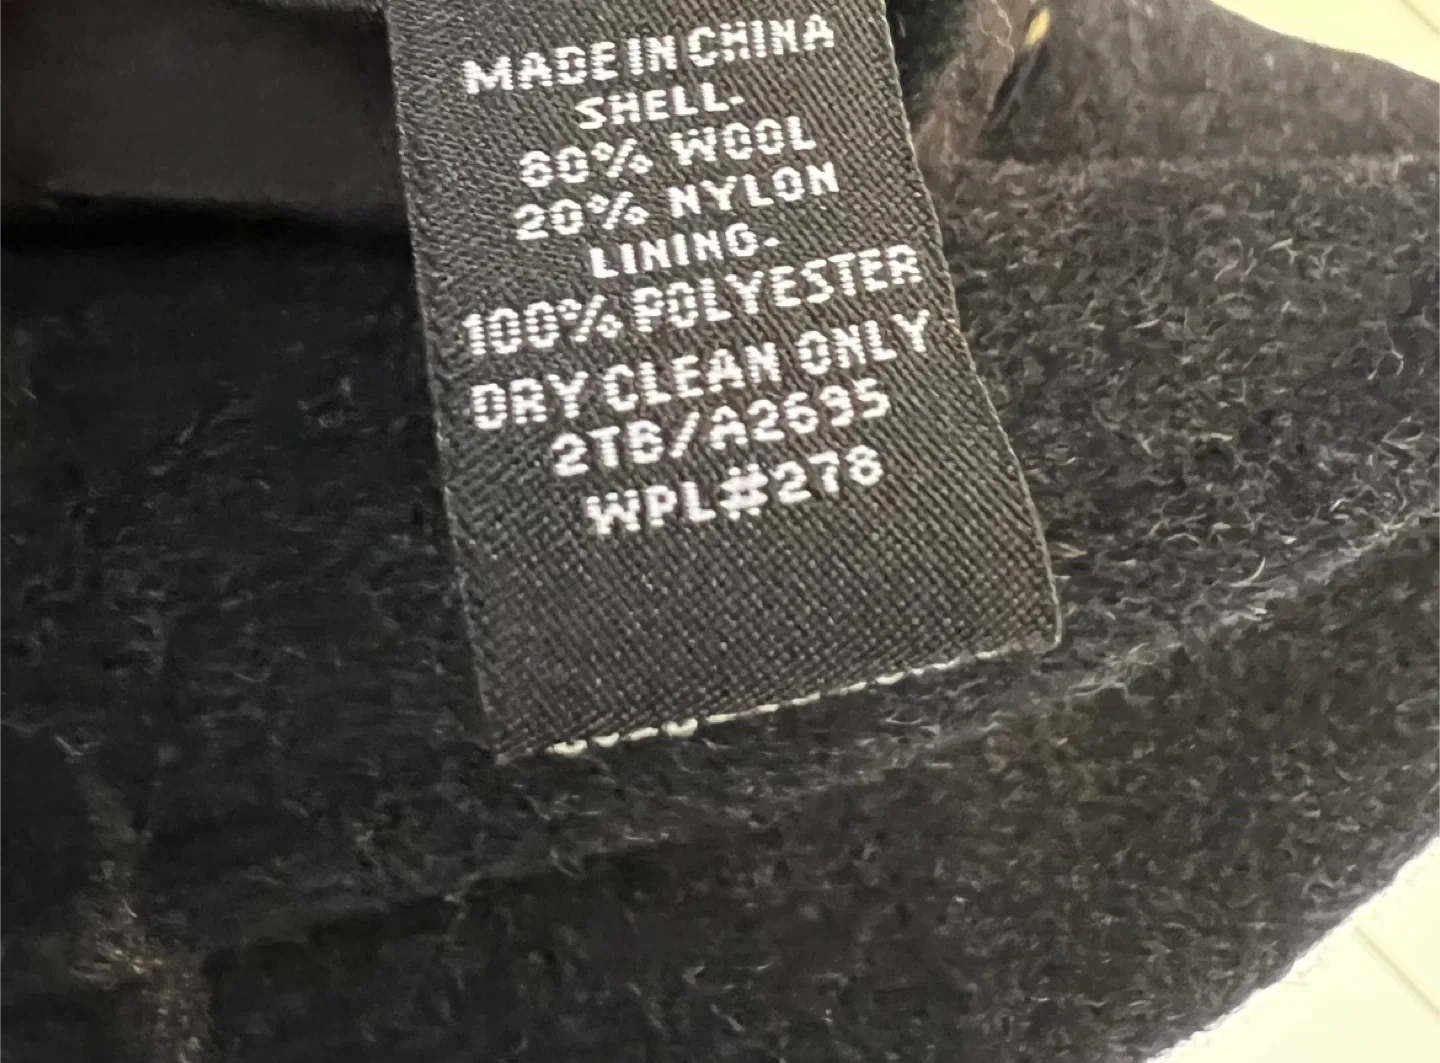 MADE IN CHINA
SHELL-
80% WOOL
20% NYLON
LINING-
100% POLYESTER
DRY CLEAN ONLY
2TB/A2695
WPL#278